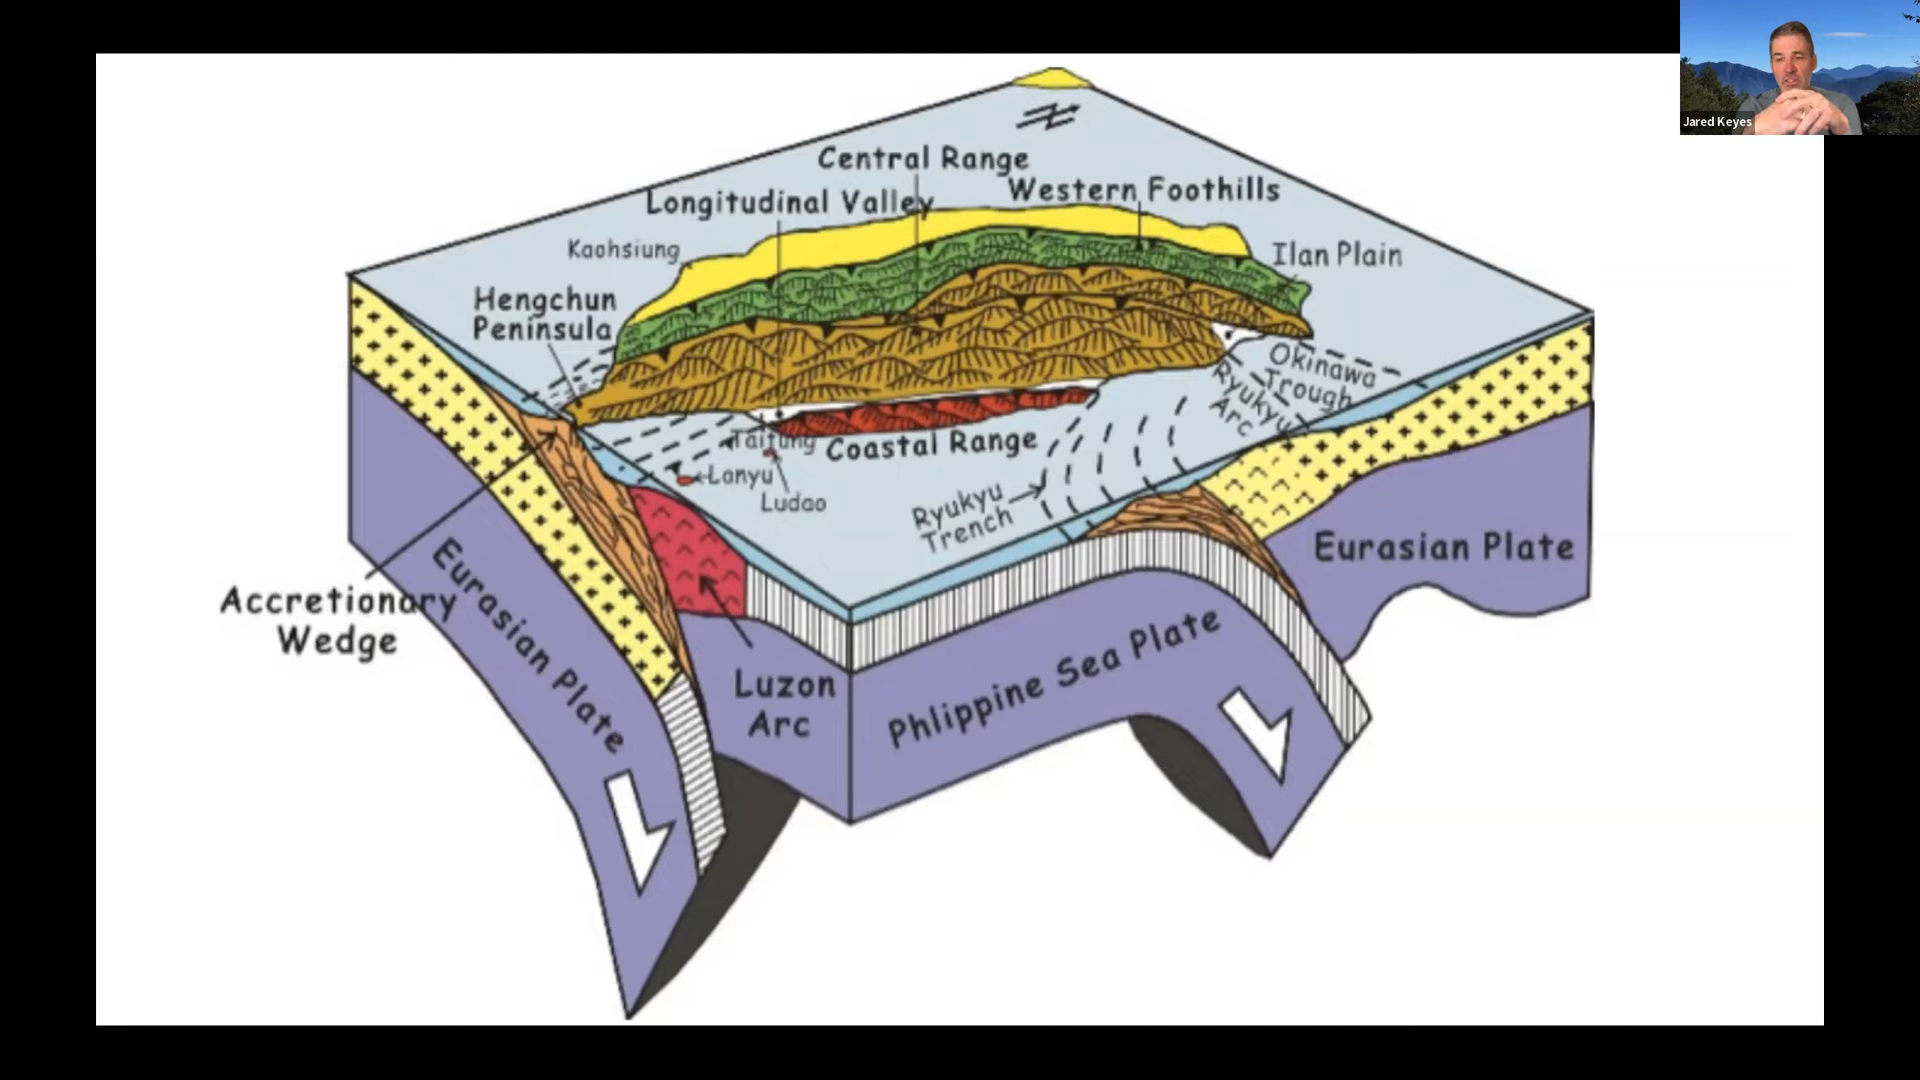 Jared Keyes
Central Range
Western Foothills
Longitudinal Valley
Kaohsiung
Ilan Plain
Hengchun
Peninsula
Okinawa
Trough
Ryukyu
Arc
Taitung
Coastal Range
Lanyu
Ludao
Ryukyu
Trench
Accretionary
Wedge
Eurasian Plate
Eurasian Plate
Luzon
Arc
Phlippine Sea Plate